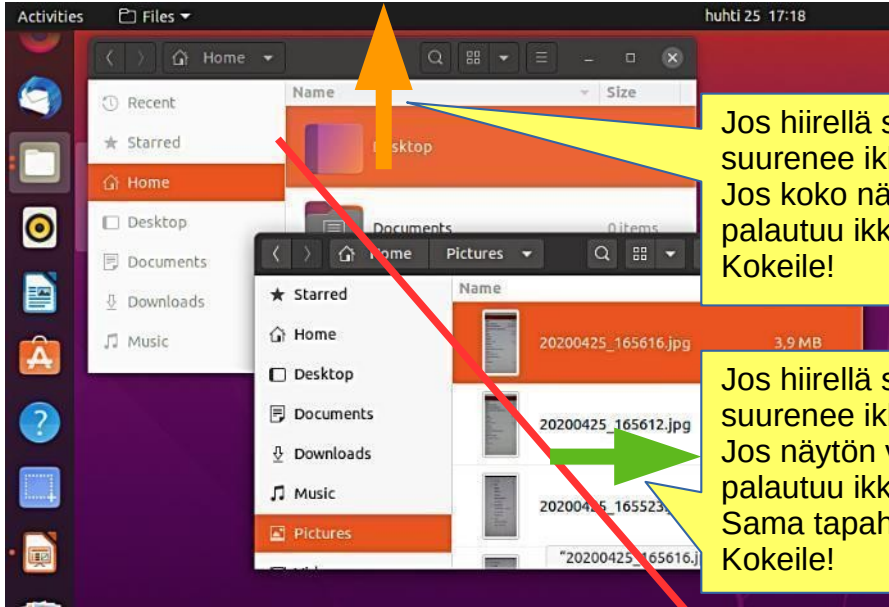 Activities
Files
huhti 25 17:18
Home
Name
Size
Recent
Starred
Home
Desktop
Documents
Downloads
Music
Desktop
Documents
0 items
Home
Pictures
Name
Starred
Home
Desktop
Documents
Downloads
Music
Pictures
20200425_165616.jpg
3,9 MB
20200425_165612.jpg
"20200425_165616.j
Jos hiirellä s
suurenee ik
Jos koko nä
palautuu ikk
Kokeile!
Jos hiirellä s
suurenee ik
Jos näytön v
palautuu ikk
Sama tapah
Kokeile!